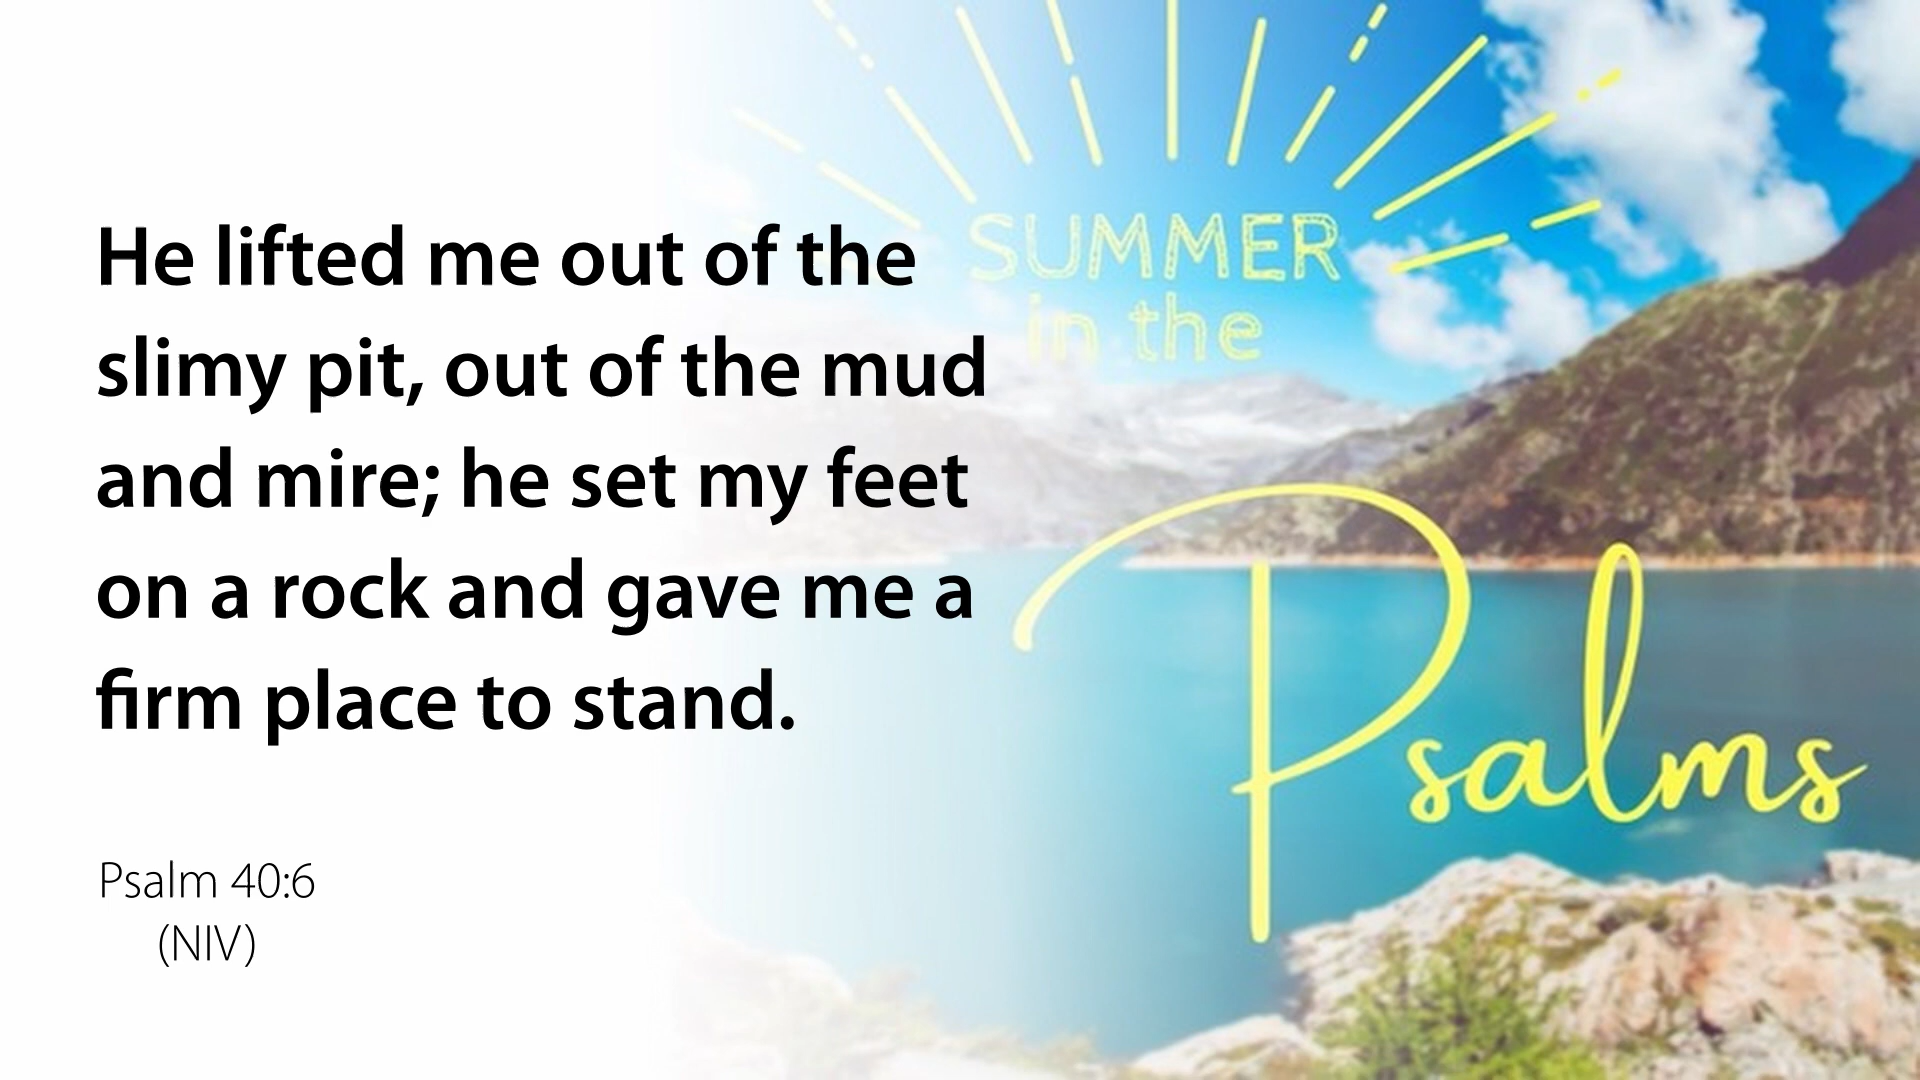 He lifted me out of the
slimy pit, out of the mud
and mire; he set my feet
on a rock and gave me a
firm place to stand.
Psalm 40:6
(NIV)
SUMMER
in the
Psalms